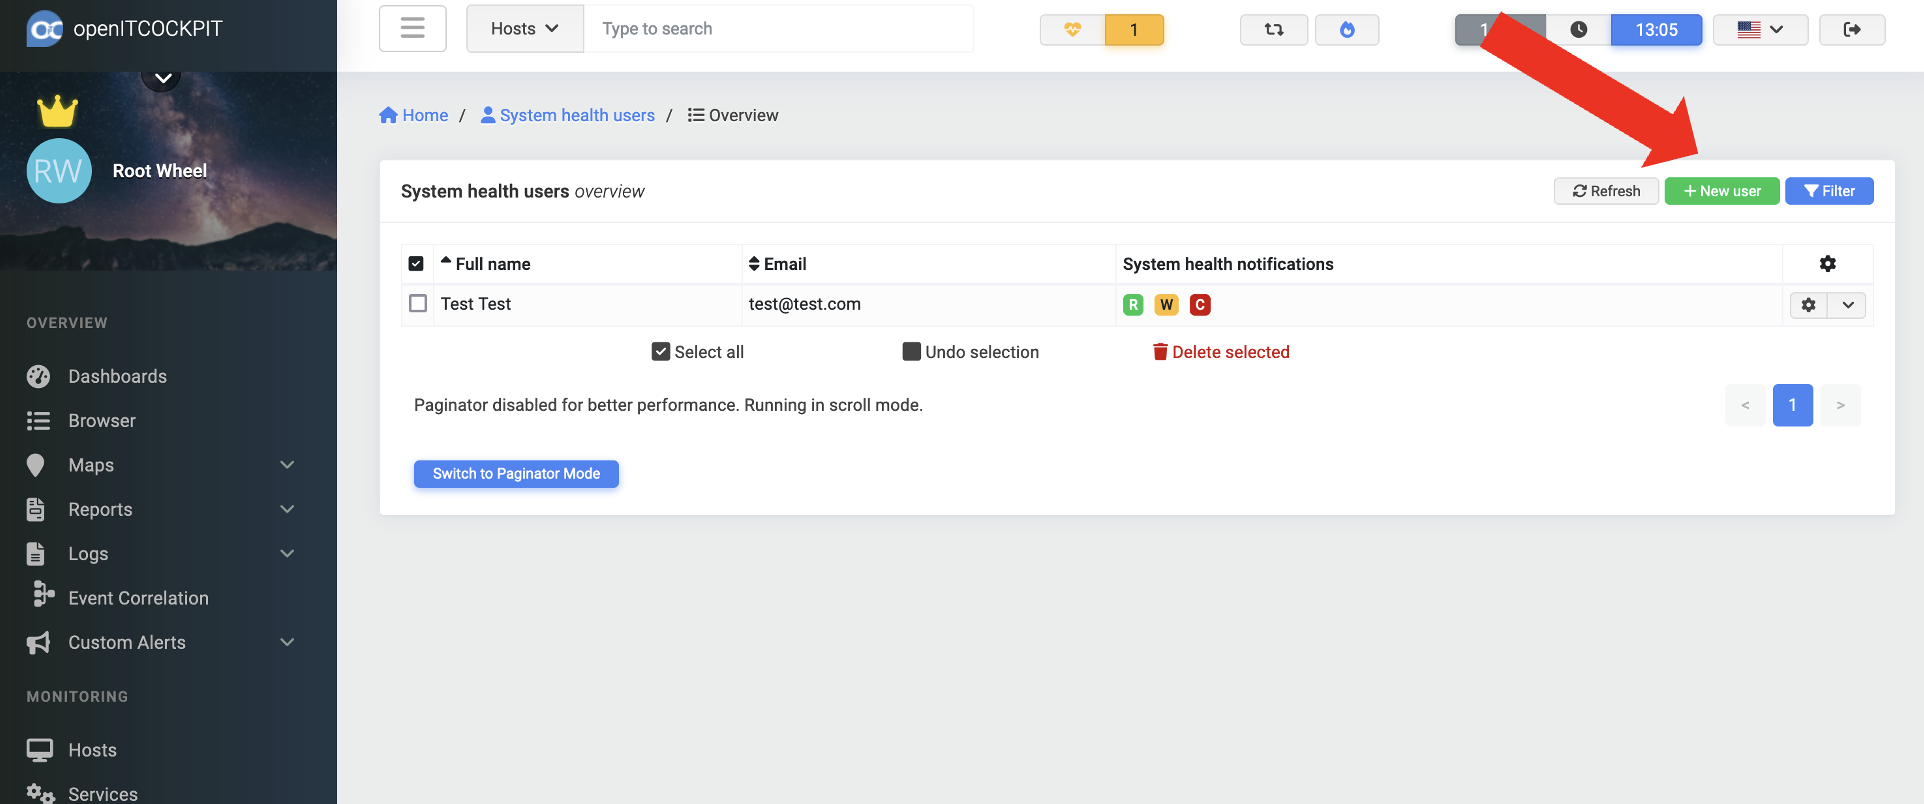 openITCOCKPIT
Hosts Type to search 1 1 13:05
RW Root Wheel
Home / System health users / Overview
System health users overview Refresh + New user Filter
Full name Email System health notifications
Test Test test@test.com R W C
Select all Undo selection Delete selected
Paginator disabled for better performance. Running in scroll mode. < 1 >
Switch to Paginator Mode
OVERVIEW
Dashboards
Browser
Maps
Reports
Logs
Event Correlation
Custom Alerts
MONITORING
Hosts
Services